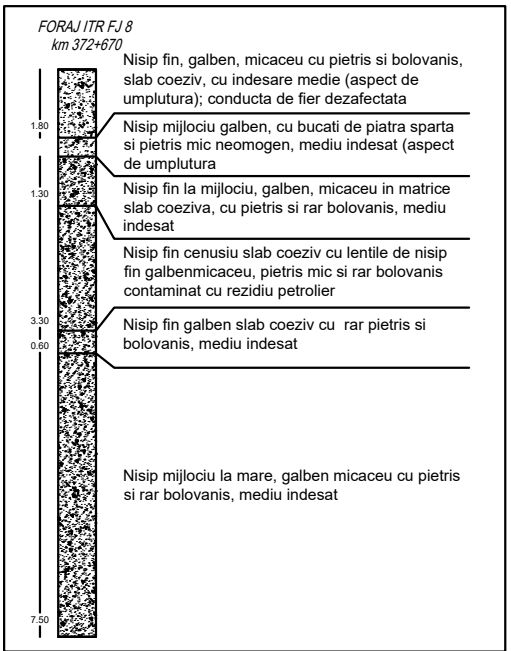 FORAJ ITR FJ 8
km 372+670
Nisip fin, galben, micaceu cu pietris si bolovanis,
slab coeziv, cu indesare medie (aspect de
umplutura); conducta de fier dezafectata
1.80
Nisip mijlociu galben, cu bucati de piatra sparta
si pietris mic neomogen, mediu indesat (aspect
de umplutura
1.30
Nisip fin la mijlociu, galben, micaceu in matrice
slab coeziva, cu pietris si rar bolovanis, mediu
indesat
Nisip fin cenusiu slab coeziv cu lentile de nisip
fin galbenmicaceu, pietris mic si rar bolovanis
contaminat cu rezidiu petrolier
3.30
Nisip fin galben slab coeziv cu rar pietris si
bolovanis, mediu indesat
0.60
Nisip mijlociu la mare, galben micaceu cu pietris
si rar bolovanis, mediu indesat
7.50